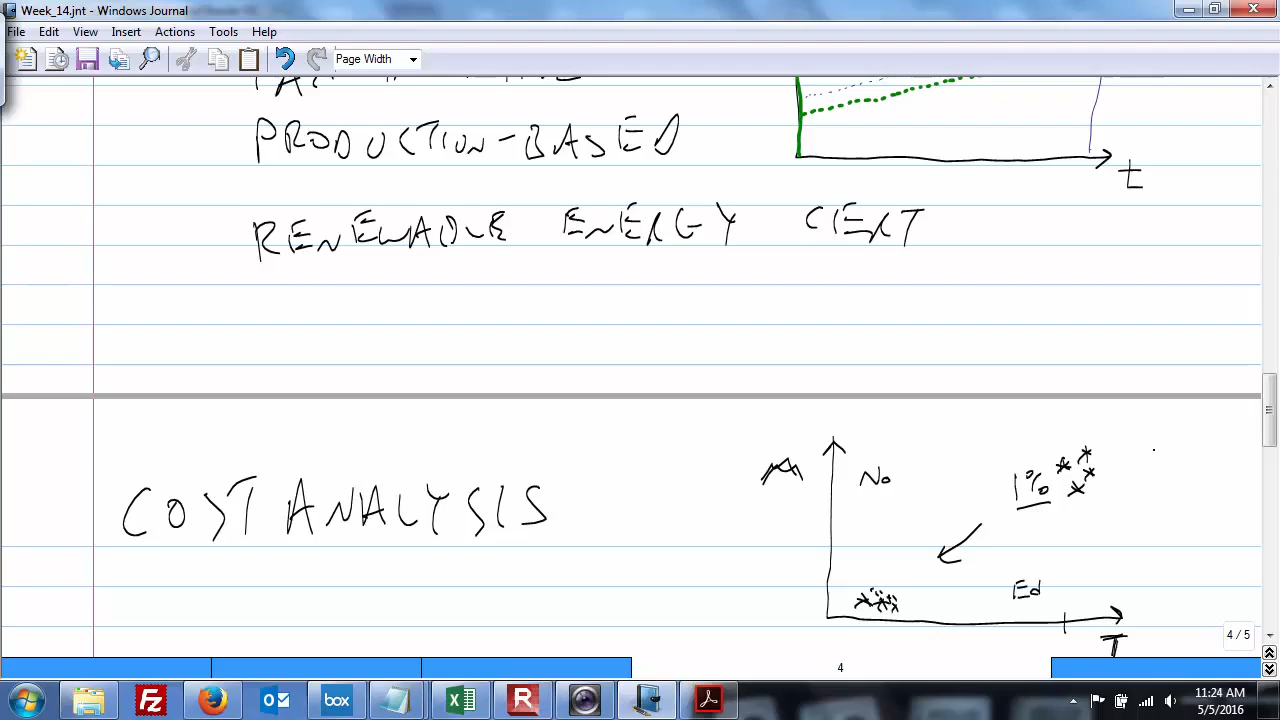 Week_14.jnt - Windows Journal
File Edit View Insert Actions Tools Help
Page Width
PRODUCTION-BASED
t
RENEWABLE ENERGY CERT
COST ANALYSIS
No
1%
Ed
T
4 / 5
4
box
11:24 AM
5/5/2016